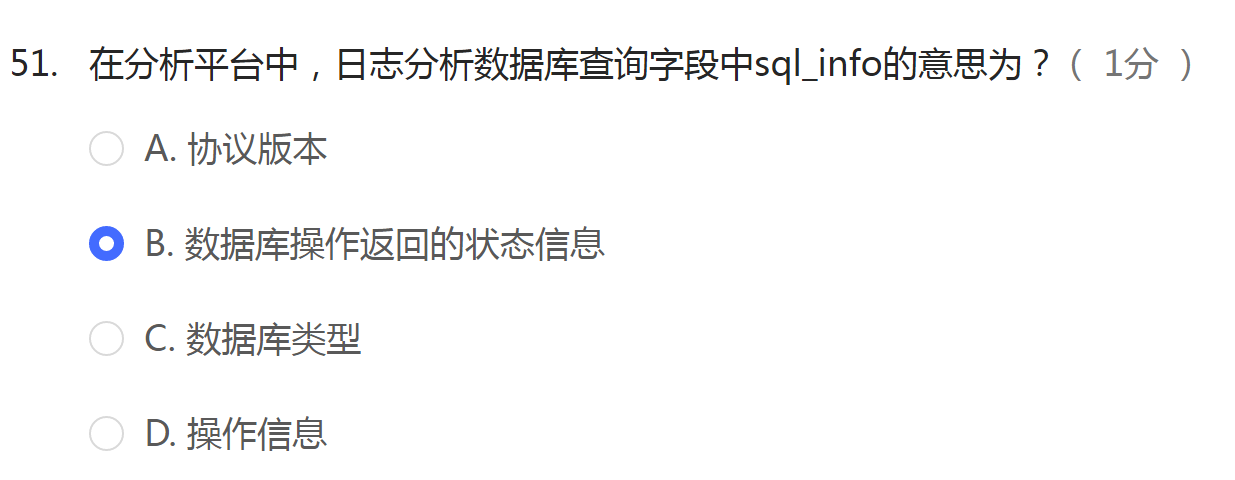 51. 在分析平台中，日志分析数据库查询字段中sql_info的意思为？（ 1分 ）
A. 协议版本
B. 数据库操作返回的状态信息
C. 数据库类型
D. 操作信息